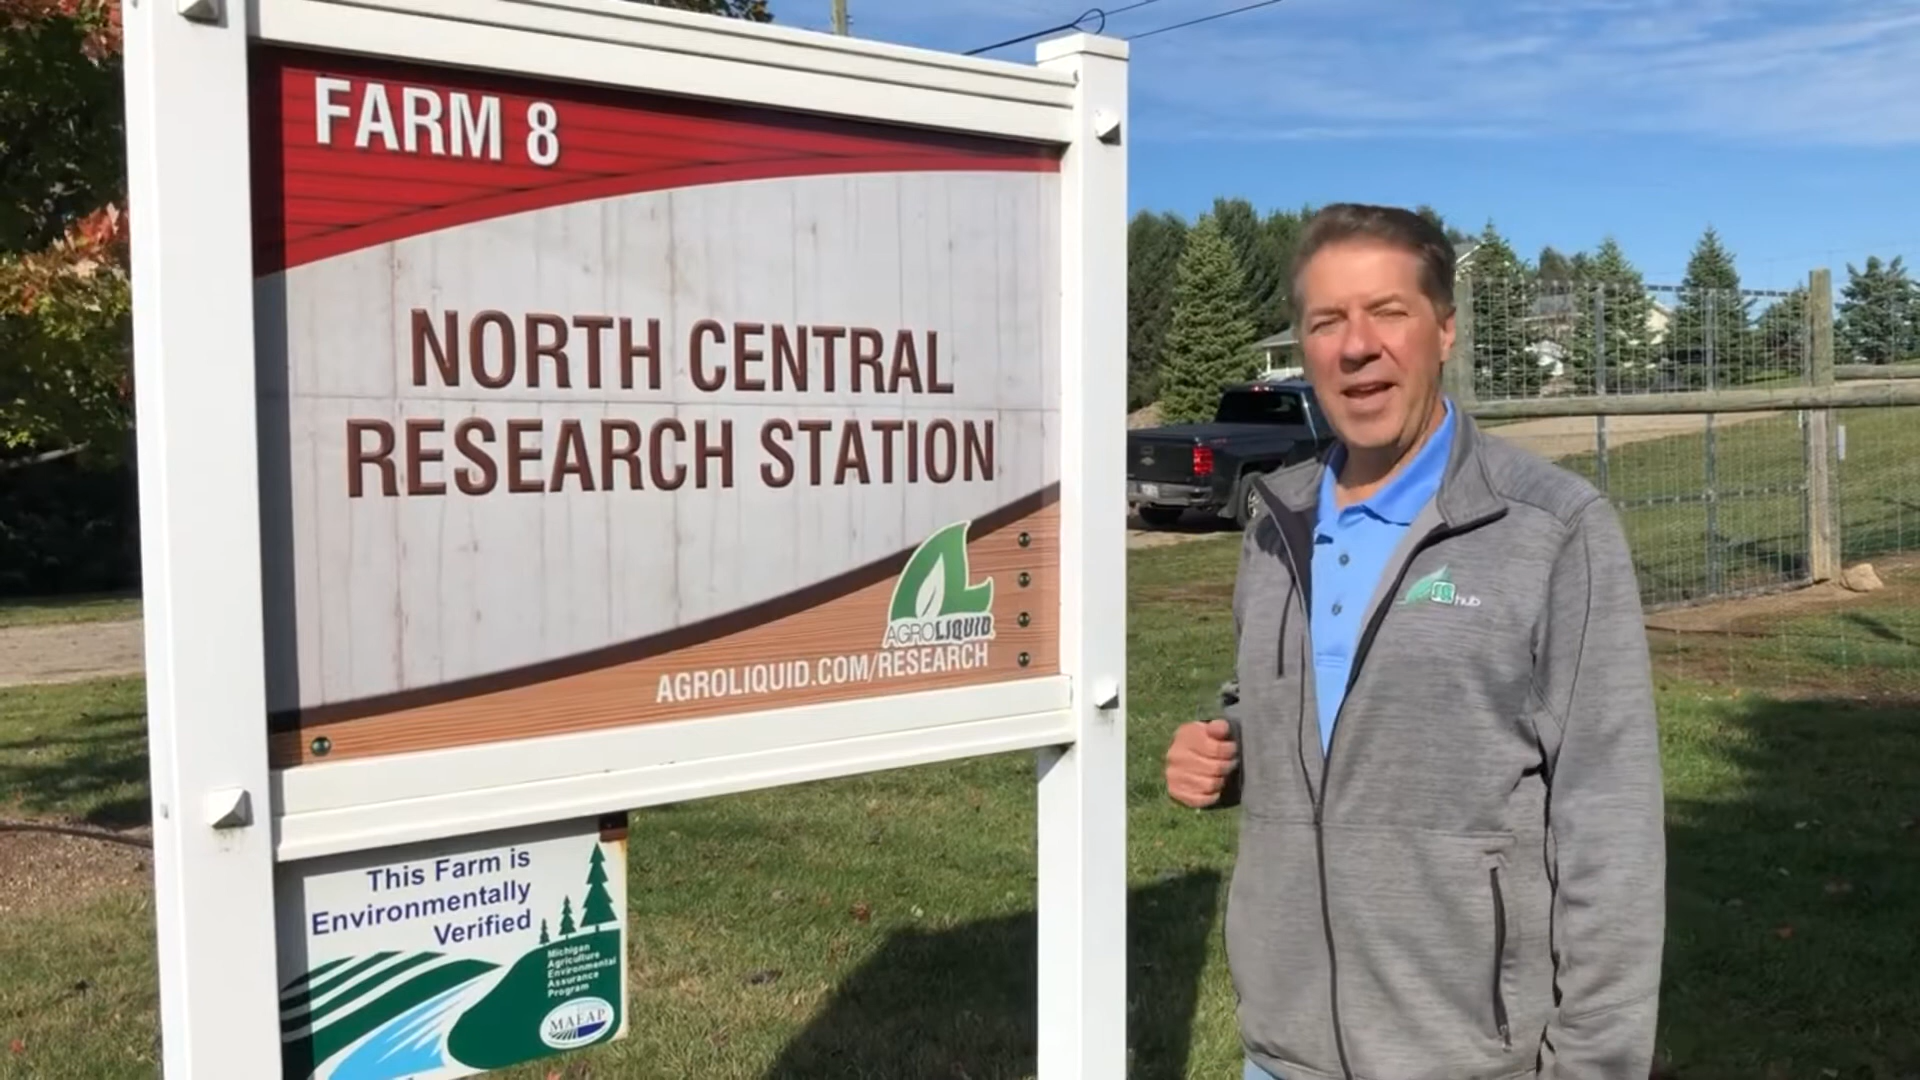 FARM 8
NORTH CENTRAL
RESEARCH STATION
AGROLIQUID
AGROLIQUID.COM/RESEARCH
This Farm is
Environmentally
Verified
Michigan
Agriculture
Environmental
Assurance
Program
MAEAP
hub